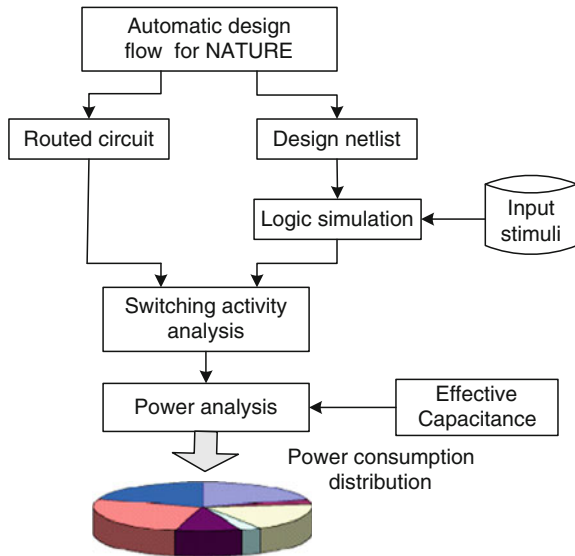 Automatic design
flow for NATURE
Routed circuit
Design netlist
Logic simulation
Input
stimuli
Switching activity
analysis
Power analysis
Effective
Capacitance
Power consumption
distribution